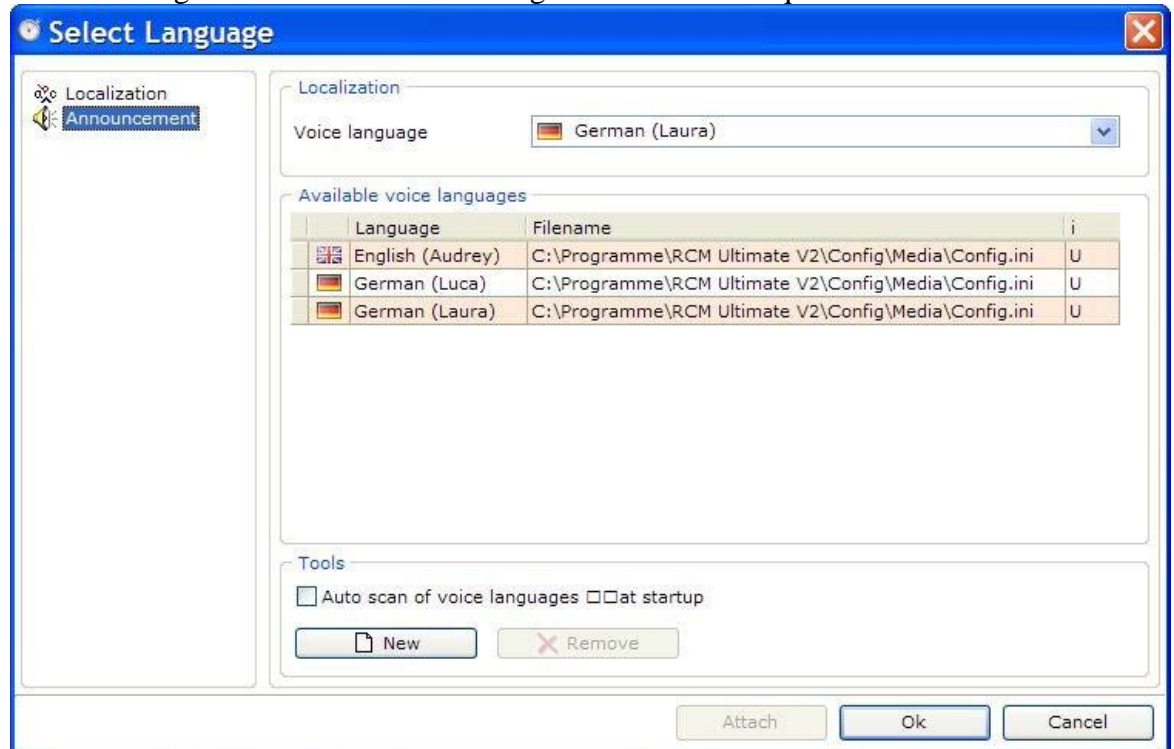 Select Language
Localization
Announcement
Localization
Voice language German (Laura)
Available voice languages
Language Filename i
English (Audrey) C:\Programme\RCM Ultimate V2\Config\Media\Config.ini U
German (Luca) C:\Programme\RCM Ultimate V2\Config\Media\Config.ini U
German (Laura) C:\Programme\RCM Ultimate V2\Config\Media\Config.ini U
Tools
Auto scan of voice languages □□at startup
New Remove
Attach Ok Cancel